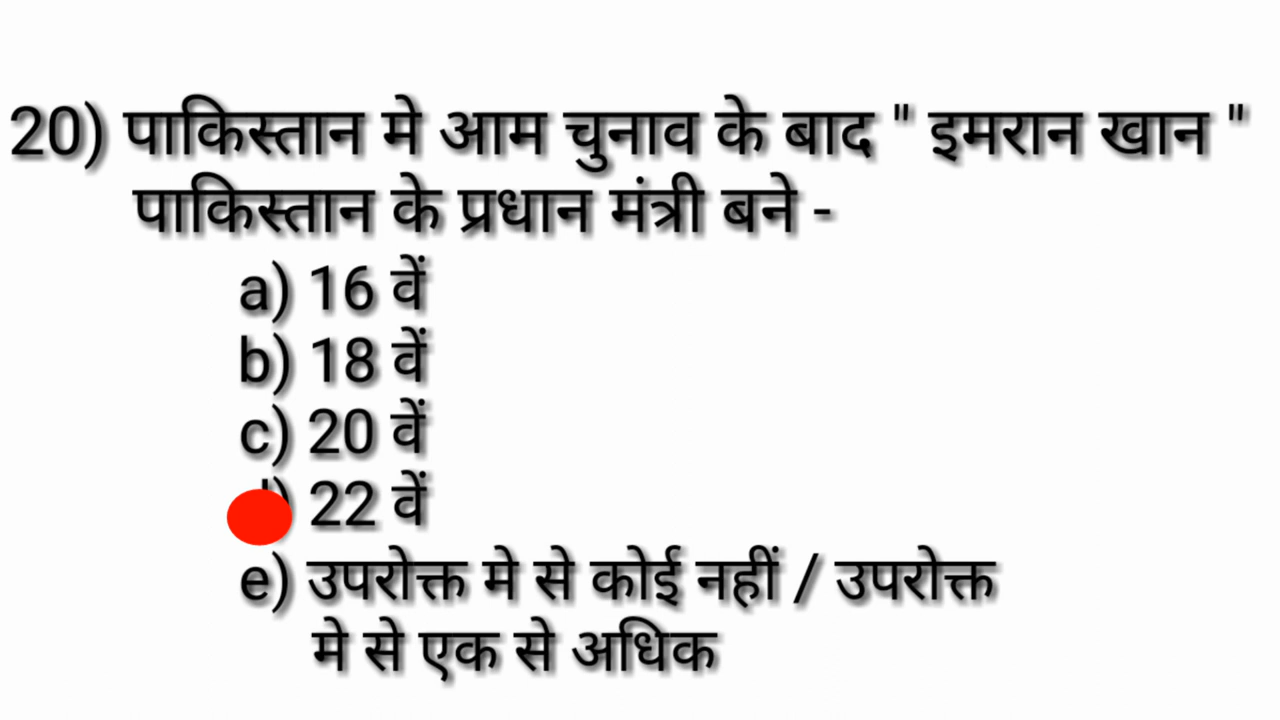 20) पाकिस्तान मे आम चुनाव के बाद " इमरान खान "
पाकिस्तान के प्रधान मंत्री बने -
a) 16 वें
b) 18 वें
c) 20 वें
) 22 वें
e) उपरोक्त मे से कोई नहीं / उपरोक्त
मे से एक से अधिक